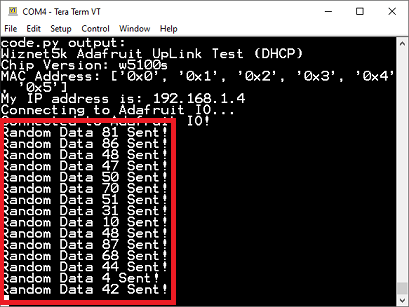 COM4 - Tera Term VT
File Edit Setup Control Window Help
code.py output:
Wiznet5k Adafruit UpLink Test (DHCP)
Chip Version: w5100s
MAC Address: ['0x0', '0x1', '0x2', '0x3', '0x4'
, '0x5']
My IP address is: 192.168.1.4
Connecting to Adafruit IO...
Connected to Adafruit IO!
Random Data 81 Sent!
Random Data 86 Sent!
Random Data 48 Sent!
Random Data 47 Sent!
Random Data 50 Sent!
Random Data 70 Sent!
Random Data 51 Sent!
Random Data 31 Sent!
Random Data 10 Sent!
Random Data 48 Sent!
Random Data 87 Sent!
Random Data 68 Sent!
Random Data 44 Sent!
Random Data 4 Sent!
Random Data 42 Sent!